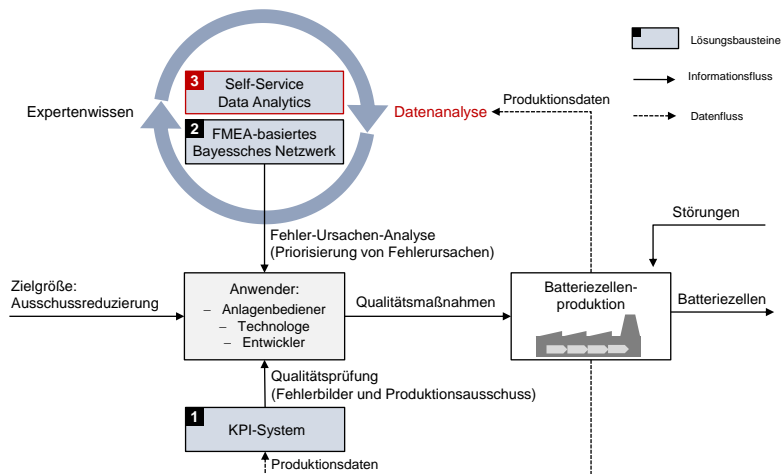 3
Self-Service
Data Analytics
2
FMEA-basiertes
Bayessches Netzwerk
Expertenwissen
Datenanalyse
Produktionsdaten
Lösungsbausteine
Informationsfluss
Datenfluss
Störungen
Fehler-Ursachen-Analyse
(Priorisierung von Fehlerursachen)
Zielgröße:
Ausschussreduzierung
Anwender:
– Anlagenbediener
– Technologe
– Entwickler
Qualitätsmaßnahmen
Batteriezellen-
produktion
Batteriezellen
Qualitätsprüfung
(Fehlerbilder und Produktionsausschuss)
1
KPI-System
Produktionsdaten